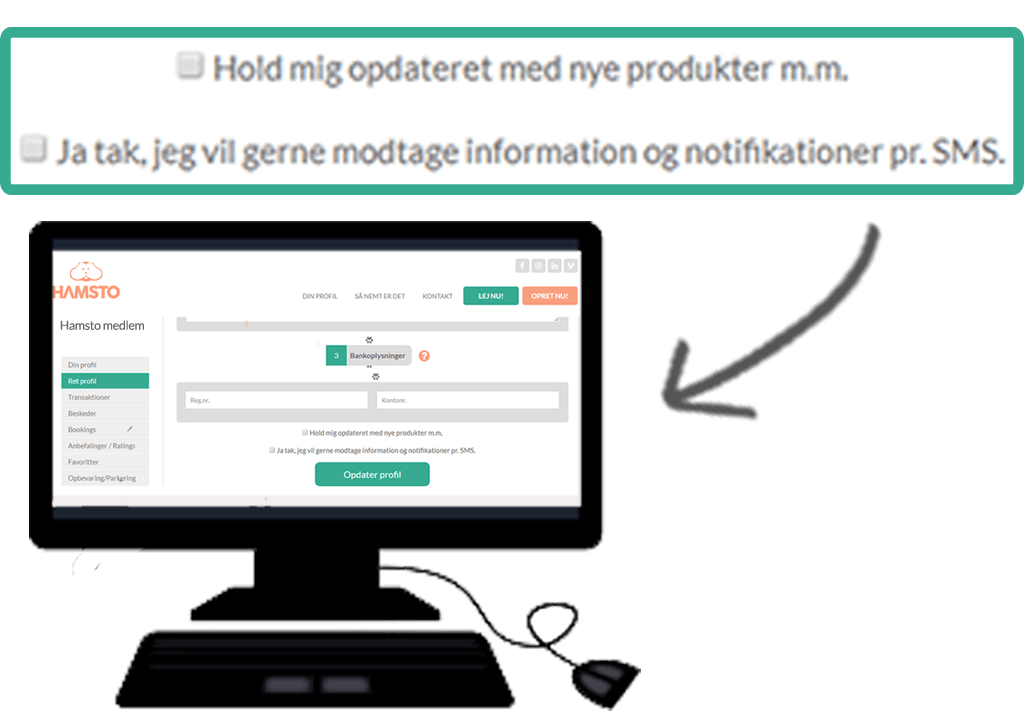 Hold mig opdateret med nye produkter m.m.
Ja tak, jeg vil gerne modtage information og notifikationer pr. SMS.
HAMSTO
DIN PROFIL SÅ NEMT ER DET KONTAKT LEJ NU! OPRET NU!
Hamsto medlem
Din profil
Ret profil
Transaktioner
Beskeder
Bookings
Anbefalinger / Ratings
Favoritter
Opbevaring/Parkering
3 Bankoplysninger ?
Reg.nr. Kontonr.
Hold mig opdateret med nye produkter m.m.
Ja tak, jeg vil gerne modtage information og notifikationer pr. SMS.
Opdater profil